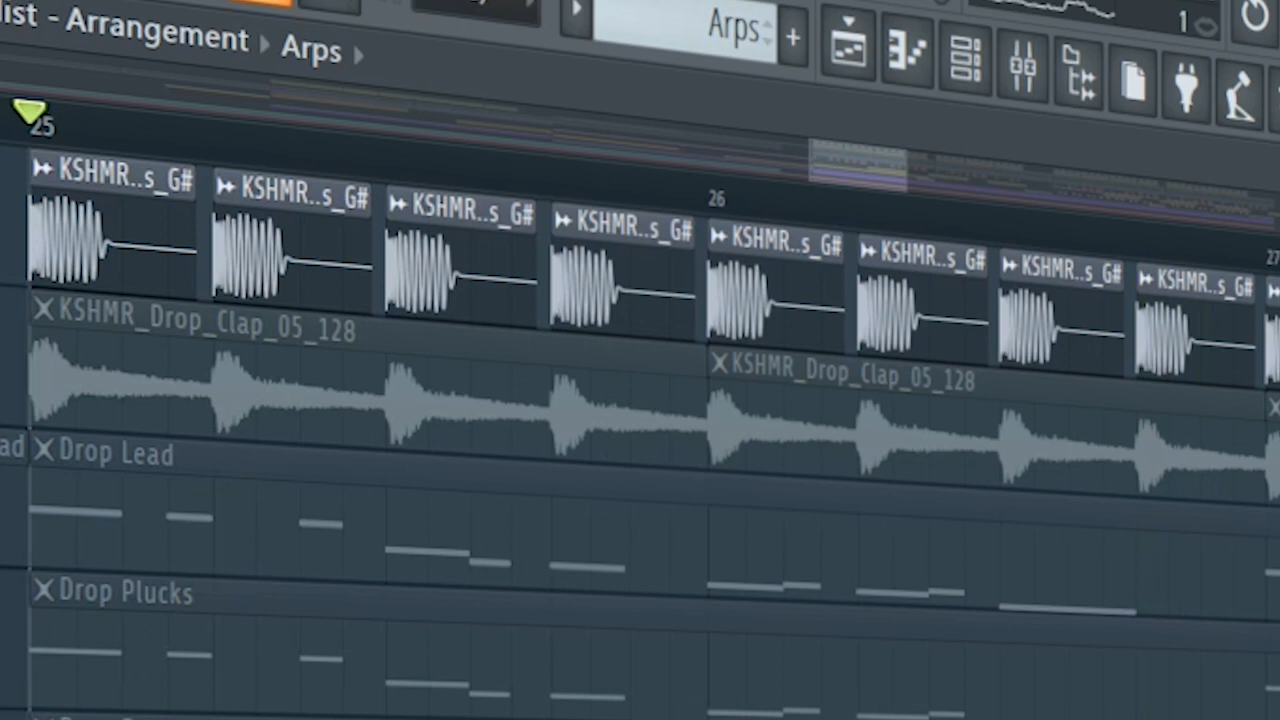 list - Arrangement Arps
Arps
1
25
26
27
KSHMR..s_G# KSHMR..s_G# KSHMR..s_G# KSHMR..s_G# KSHMR..s_G# KSHMR..s_G# KSHMR..s_G# KSHMR..s_G#
KSHMR_Drop_Clap_05_128 KSHMR_Drop_Clap_05_128
ad Drop Lead
Drop Plucks